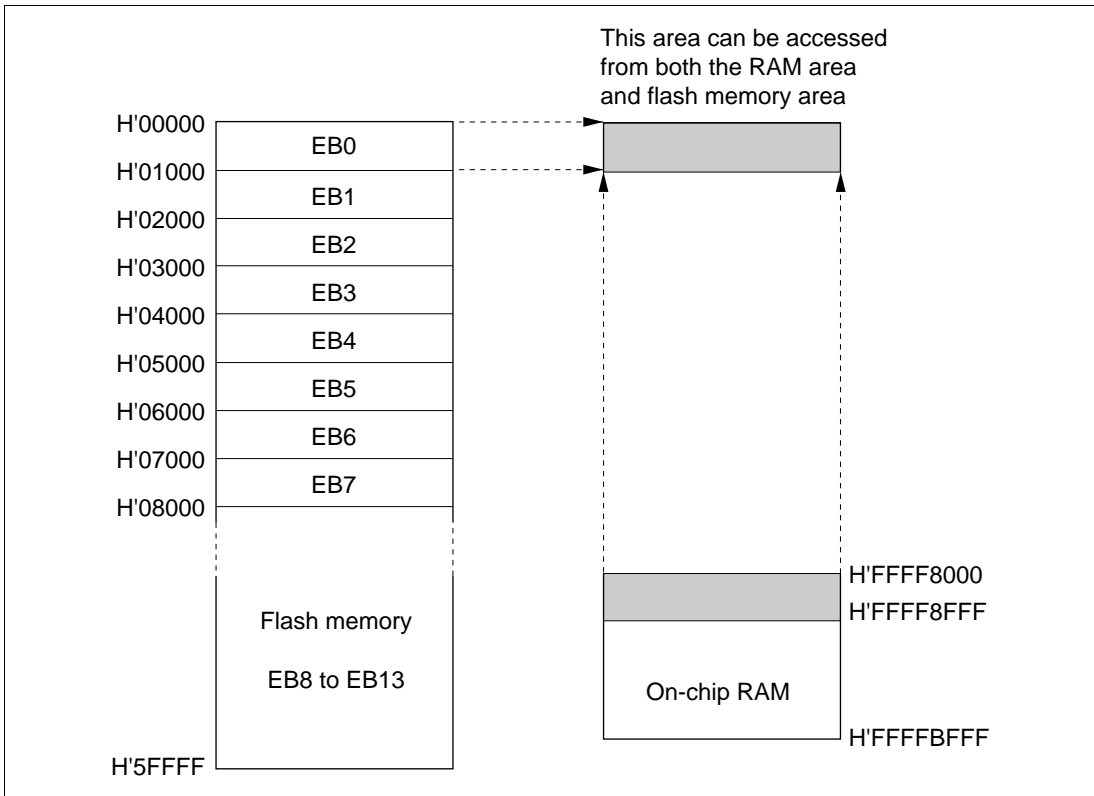 This area can be accessed
from both the RAM area
and flash memory area
H'00000
EB0
H'01000
EB1
H'02000
EB2
H'03000
EB3
H'04000
EB4
H'05000
EB5
H'06000
EB6
H'07000
EB7
H'08000
Flash memory
EB8 to EB13
H'5FFFF
H'FFFF8000
H'FFFF8FFF
On-chip RAM
H'FFFFBFFF